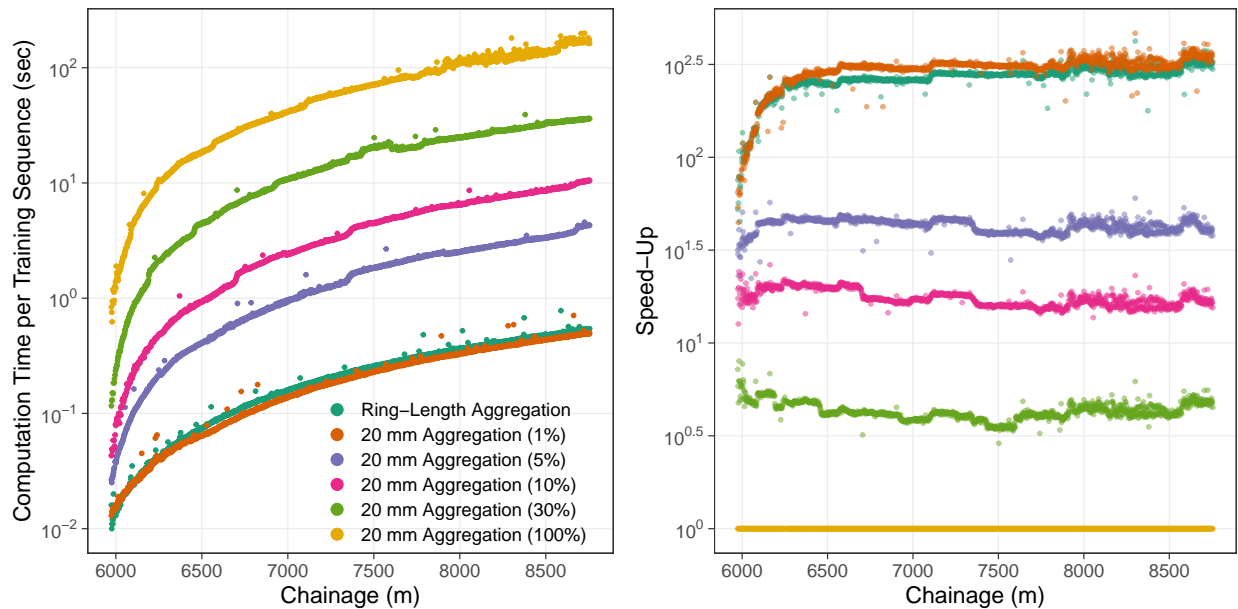 Computation Time per Training Sequence (sec)
10^2
10^1
10^0
10^−1
10^−2
Ring−Length Aggregation
20 mm Aggregation (1%)
20 mm Aggregation (5%)
20 mm Aggregation (10%)
20 mm Aggregation (30%)
20 mm Aggregation (100%)
6000 6500 7000 7500 8000 8500
Chainage (m)
Speed−Up
10^2.5
10^2
10^1.5
10^1
10^0.5
10^0
6000 6500 7000 7500 8000 8500
Chainage (m)